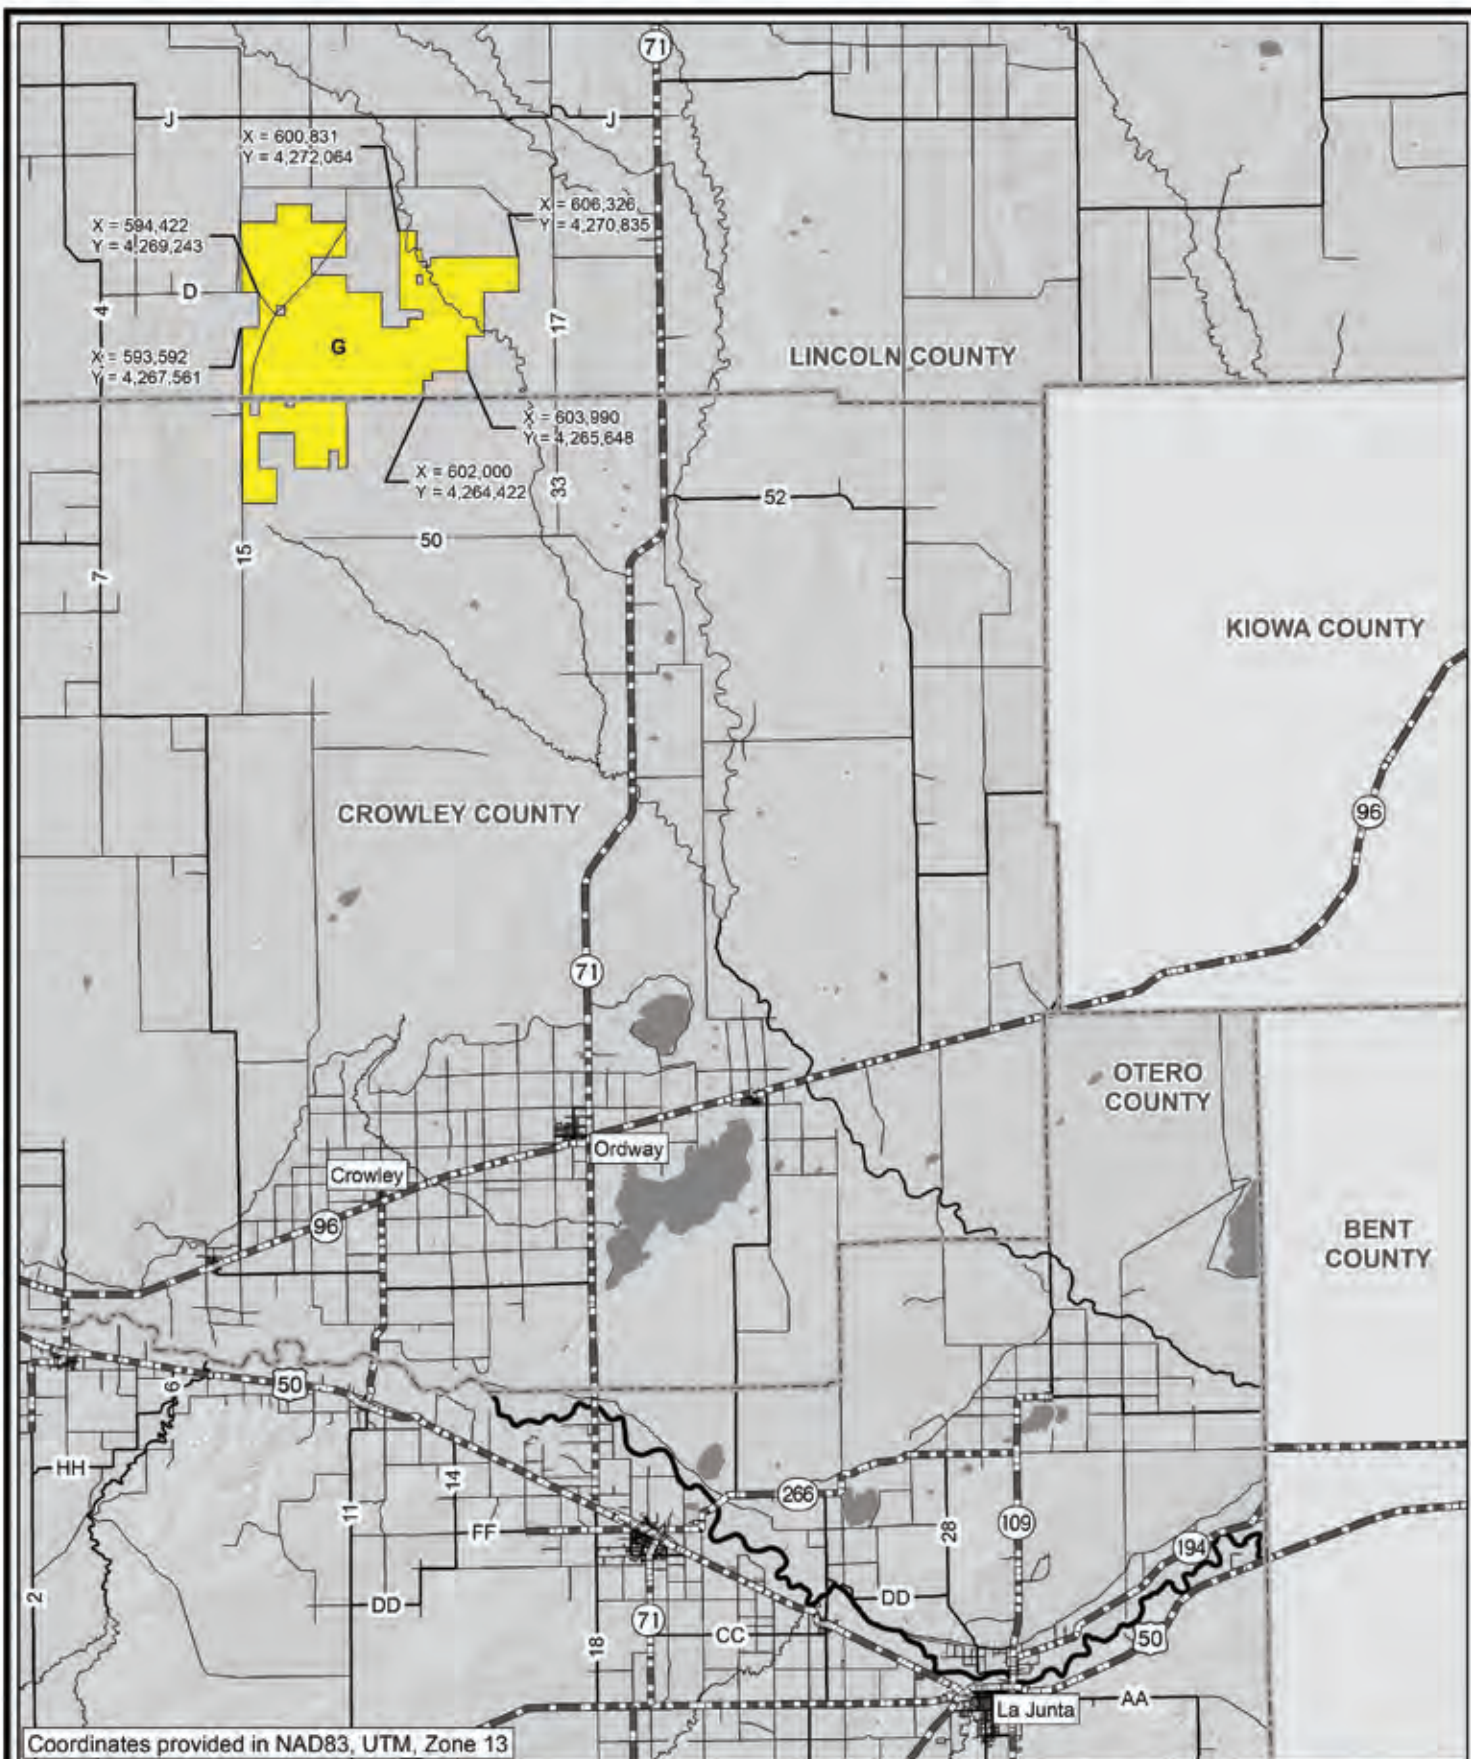 71
J
J
X = 600,831
Y = 4,272,064
X = 606,326
Y = 4,270,835
X = 594,422
Y = 4,269,243
D
4
17
G
LINCOLN COUNTY
X = 593,592
Y = 4,267,561
X = 603,990
Y = 4,265,648
X = 602,000
Y = 4,264,422
33
52
50
15
7
KIOWA COUNTY
CROWLEY COUNTY
96
71
OTERO
COUNTY
Ordway
Crowley
96
BENT
COUNTY
6
50
HH
14
11
266
FF
28
109
194
2
DD
DD
71
CC
18
50
La Junta
AA
Coordinates provided in NAD83, UTM, Zone 13